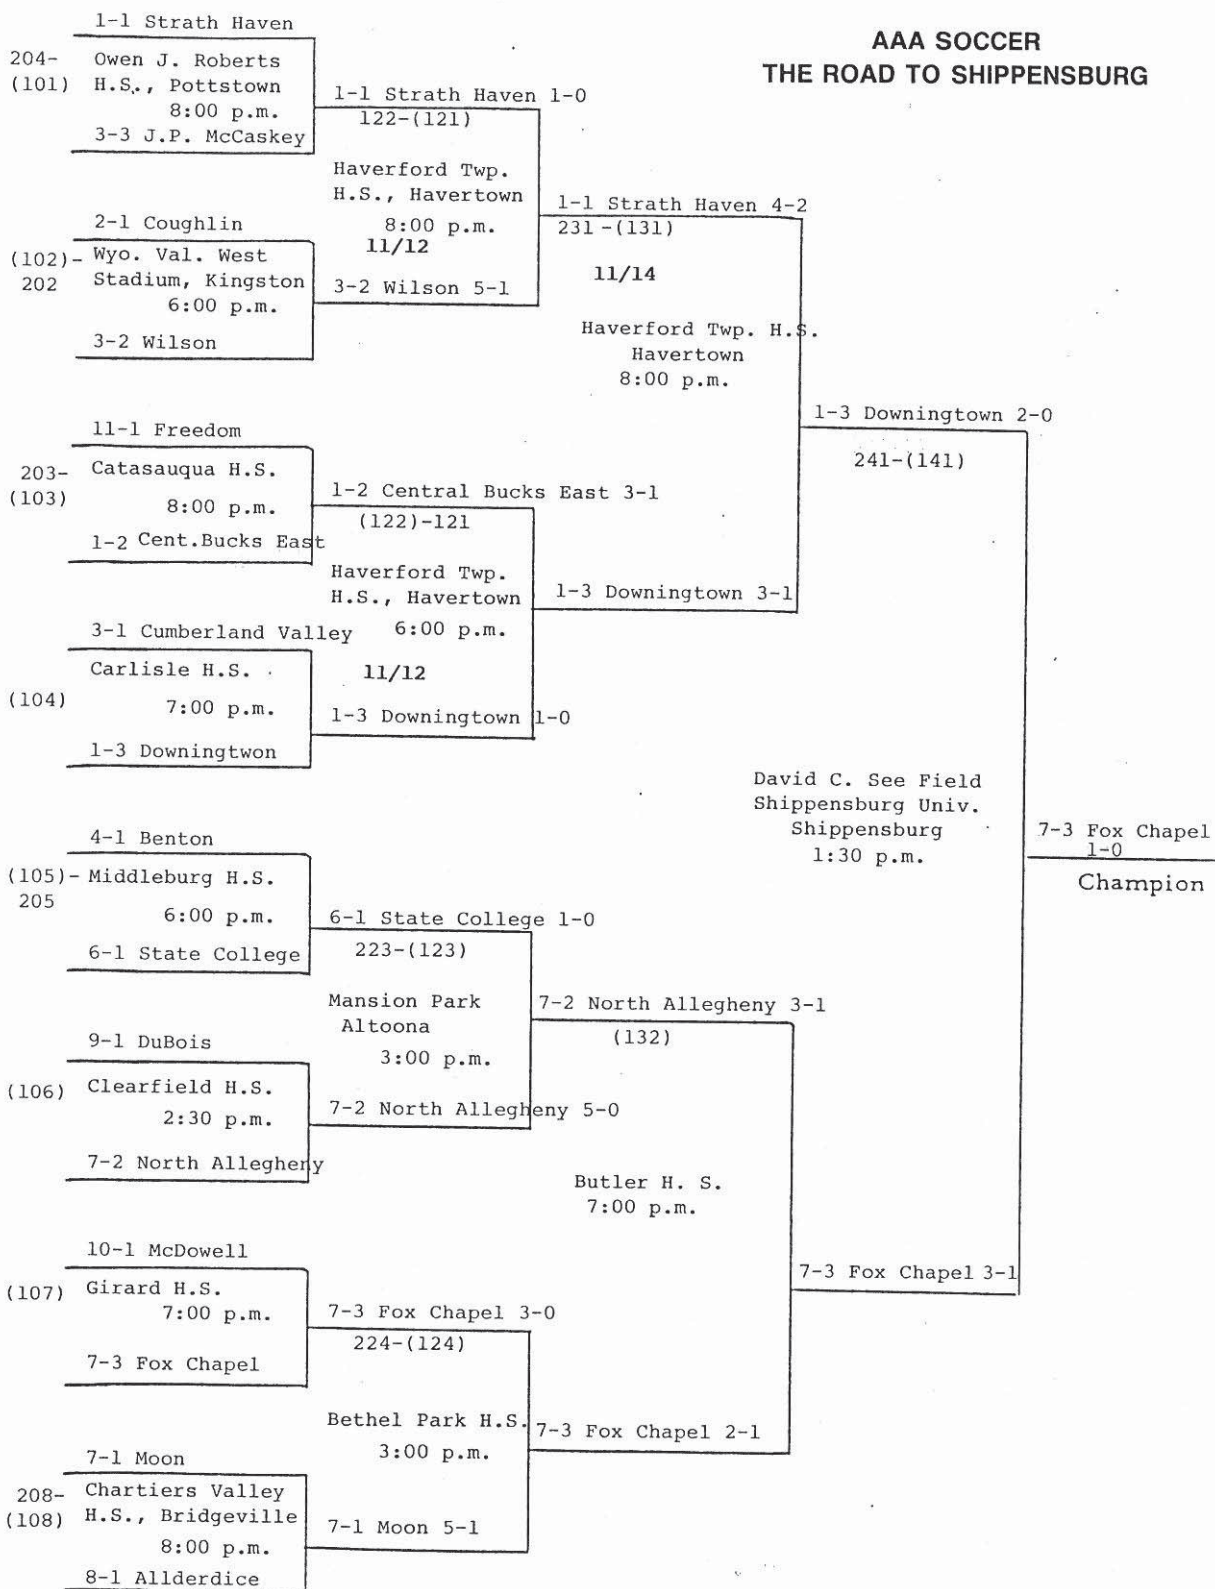 AAA SOCCER
THE ROAD TO SHIPPENSBURG
1-1 Strath Haven
204-
(101)
Owen J. Roberts
H.S., Pottstown
8:00 p.m.
3-3 J.P. McCaskey
1-1 Strath Haven 1-0
122-(121)
Haverford Twp.
H.S., Havertown
8:00 p.m.
11/12
2-1 Coughlin
(102)-
202
Wyo. Val. West
Stadium, Kingston
6:00 p.m.
3-2 Wilson
3-2 Wilson 5-1
1-1 Strath Haven 4-2
231-(131)
11/14
Haverford Twp. H.S.
Havertown
8:00 p.m.
11-1 Freedom
203-
(103)
Catasauqua H.S.
8:00 p.m.
1-2 Cent.Bucks East
1-2 Central Bucks East 3-1
(122)-121
Haverford Twp.
H.S., Havertown
6:00 p.m.
11/12
3-1 Cumberland Valley
(104)
Carlisle H.S.
7:00 p.m.
1-3 Downingtwon
1-3 Downingtown 1-0
1-3 Downingtown 3-1
1-3 Downingtown 2-0
241-(141)
David C. See Field
Shippensburg Univ.
Shippensburg
1:30 p.m.
7-3 Fox Chapel
1-0
Champion
4-1 Benton
(105)-
205
Middleburg H.S.
6:00 p.m.
6-1 State College
6-1 State College 1-0
223-(123)
Mansion Park
Altoona
3:00 p.m.
9-1 DuBois
(106)
Clearfield H.S.
2:30 p.m.
7-2 North Allegheny
7-2 North Allegheny 5-0
7-2 North Allegheny 3-1
(132)
Butler H. S.
7:00 p.m.
10-1 McDowell
(107)
Girard H.S.
7:00 p.m.
7-3 Fox Chapel
7-3 Fox Chapel 3-0
224-(124)
Bethel Park H.S.
3:00 p.m.
7-1 Moon
208-
(108)
Chartiers Valley
H.S., Bridgeville
8:00 p.m.
8-1 Allderdice
7-1 Moon 5-1
7-3 Fox Chapel 2-1
7-3 Fox Chapel 3-1